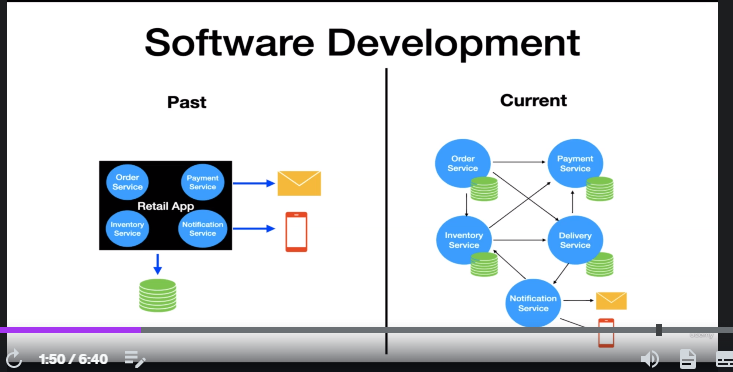 Software Development
Past
Current
Order
Service
Payment
Service
Retail App
Inventory
Service
Notification
Service
Order
Service
Payment
Service
Inventory
Service
Delivery
Service
Notification
Service
1:50 / 6:40